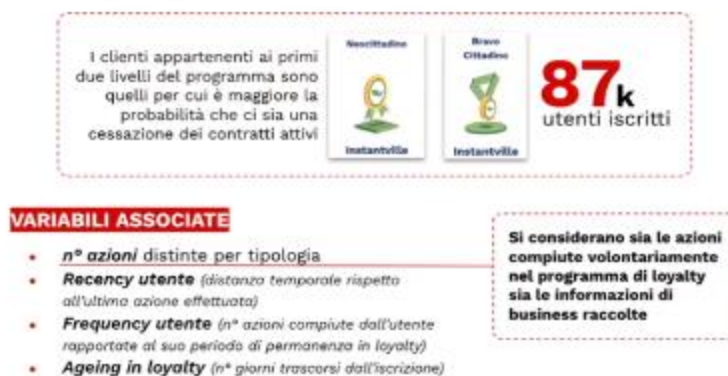 I clienti appartenenti ai primi
due livelli del programma sono
quelli per cui è maggiore la
probabilità che ci sia una
cessazione dei contratti attivi
Neocittadino
Instantville
Bravo
Cittadino
Instantville
87k
utenti iscritti
VARIABILI ASSOCIATE
• n° azioni distinte per tipologia
• Recency utente (distanza temporale rispetto
all'ultima azione effettuata)
• Frequency utente (n° azioni compiute dall'utente
rapportate al suo periodo di permanenza in loyalty)
• Ageing in loyalty (n° giorni trascorsi dall'iscrizione)
Si considerano sia le azioni
compiute volontariamente
nel programma di loyalty
sia le informazioni di
business raccolte